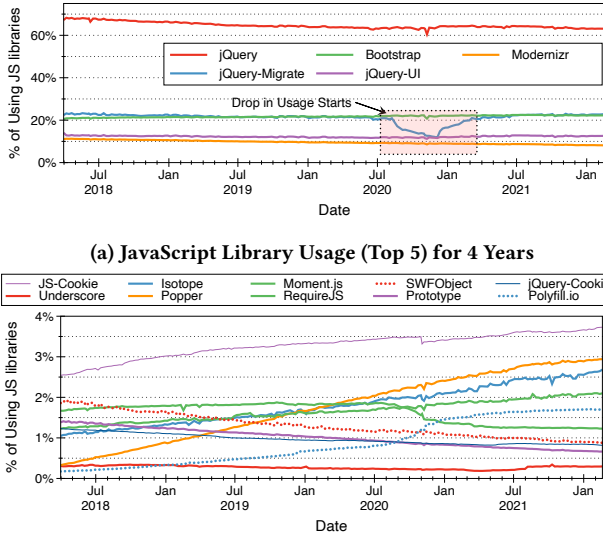 % of Using JS libraries
60%
40%
20%
0%
jQuery Bootstrap Modernizr
jQuery-Migrate jQuery-UI
Drop in Usage Starts
Jul Jan Jul Jan Jul Jan Jul Jan
2018 2019 2020 2021
Date
(a) JavaScript Library Usage (Top 5) for 4 Years
JS-Cookie Isotope Moment.js SWFObject jQuery-Cooki
Underscore Popper RequireJS Prototype Polyfill.io
% of Using JS libraries
4%
3%
2%
1%
0%
Jul Jan Jul Jan Jul Jan Jul Jan
2018 2019 2020 2021
Date